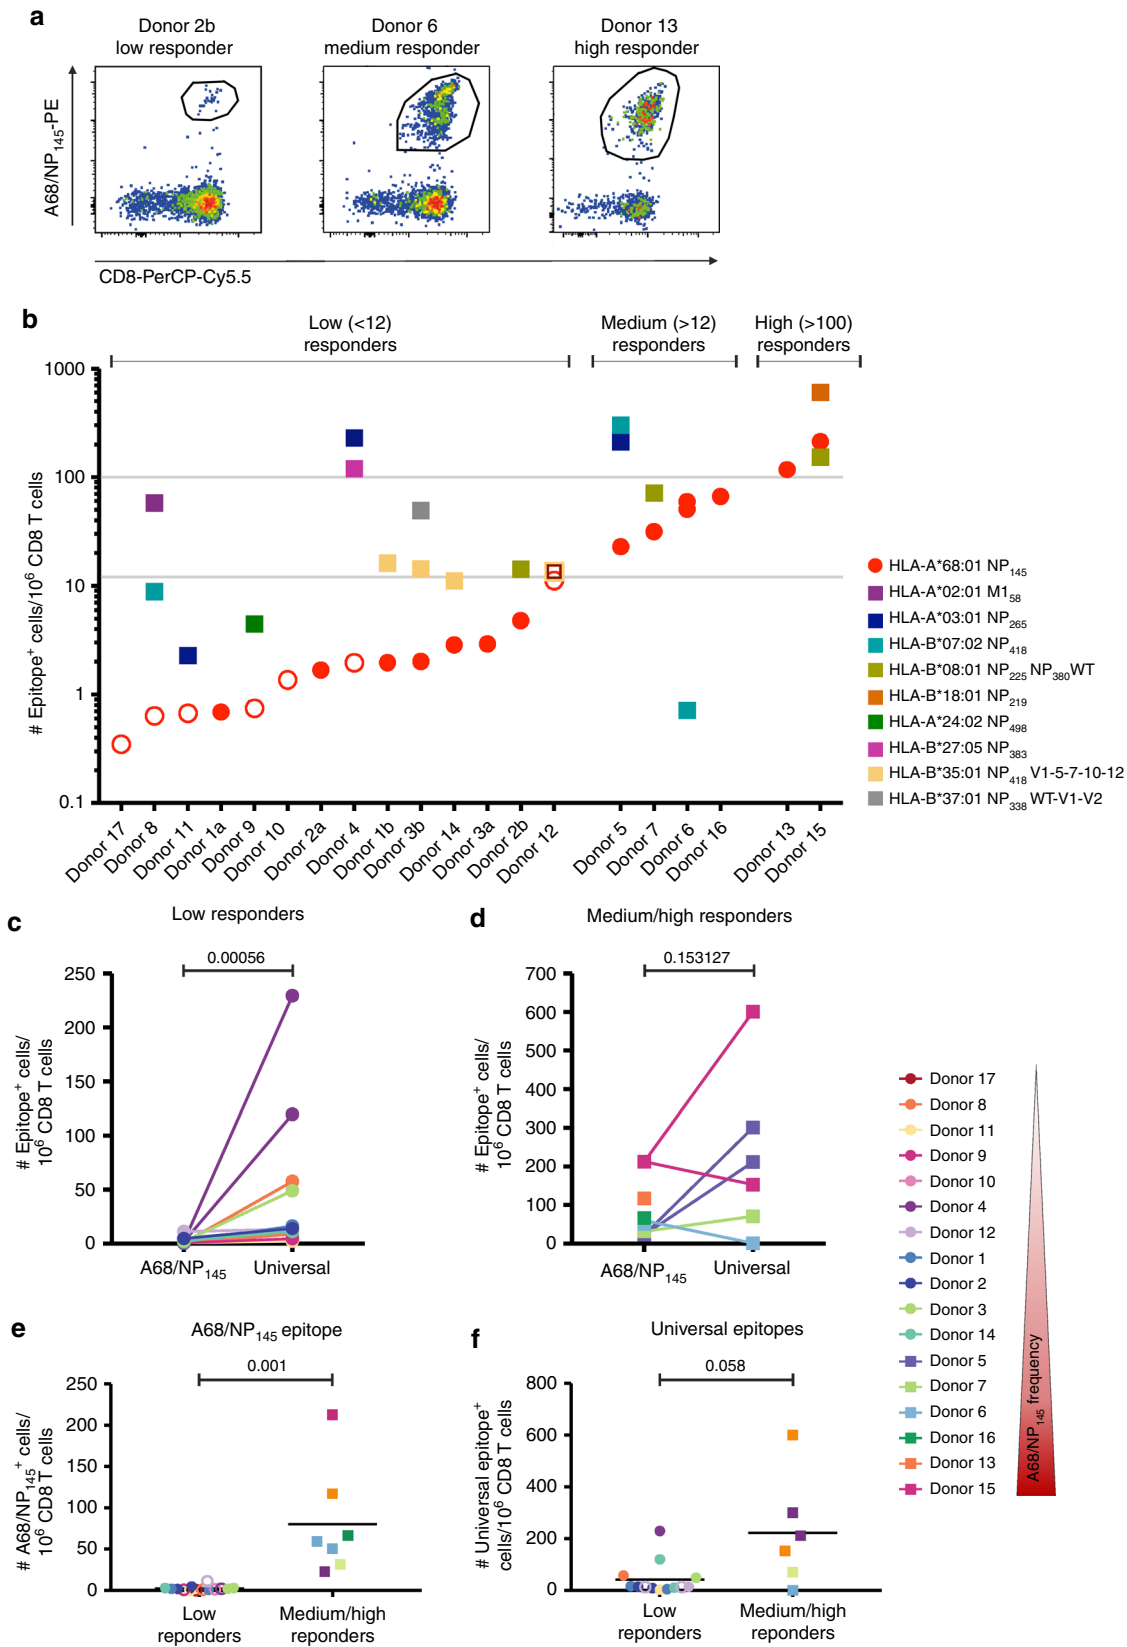 a
Donor 2b
low responder
Donor 6
medium responder
Donor 13
high responder
A68/NP145-PE
CD8-PerCP-Cy5.5
b
Low (<12)
responders
Medium (>12)
responders
High (>100)
responders
# Epitope+ cells/10^6 CD8 T cells
1000
100
10
1
0.1
Donor 17
Donor 8
Donor 11
Donor 1a
Donor 9
Donor 10
Donor 2a
Donor 4
Donor 1b
Donor 3b
Donor 14
Donor 3a
Donor 2b
Donor 12
Donor 5
Donor 7
Donor 6
Donor 16
Donor 13
Donor 15
HLA-A*68:01 NP145
HLA-A*02:01 M158
HLA-A*03:01 NP265
HLA-B*07:02 NP418
HLA-B*08:01 NP225 NP380WT
HLA-B*18:01 NP219
HLA-A*24:02 NP498
HLA-B*27:05 NP383
HLA-B*35:01 NP418 V1-5-7-10-12
HLA-B*37:01 NP338 WT-V1-V2
c
Low responders
0.00056
# Epitope+ cells/
10^6 CD8 T cells
250
200
150
100
50
0
A68/NP145
Universal
d
Medium/high responders
0.153127
# Epitope+ cells/
10^6 CD8 T cells
700
600
500
400
300
200
100
0
A68/NP145
Universal
Donor 17
Donor 8
Donor 11
Donor 9
Donor 10
Donor 4
Donor 12
Donor 1
Donor 2
Donor 3
Donor 14
Donor 5
Donor 7
Donor 6
Donor 16
Donor 13
Donor 15
A68/NP145 frequency
e
A68/NP145 epitope
0.001
# A68/NP145+ cells/
10^6 CD8 T cells
250
200
150
100
50
0
Low
reponders
Medium/high
reponders
f
Universal epitopes
0.058
# Universal epitope+
cells/10^6 CD8 T cells
800
600
400
200
0
Low
responders
Medium/high
responders